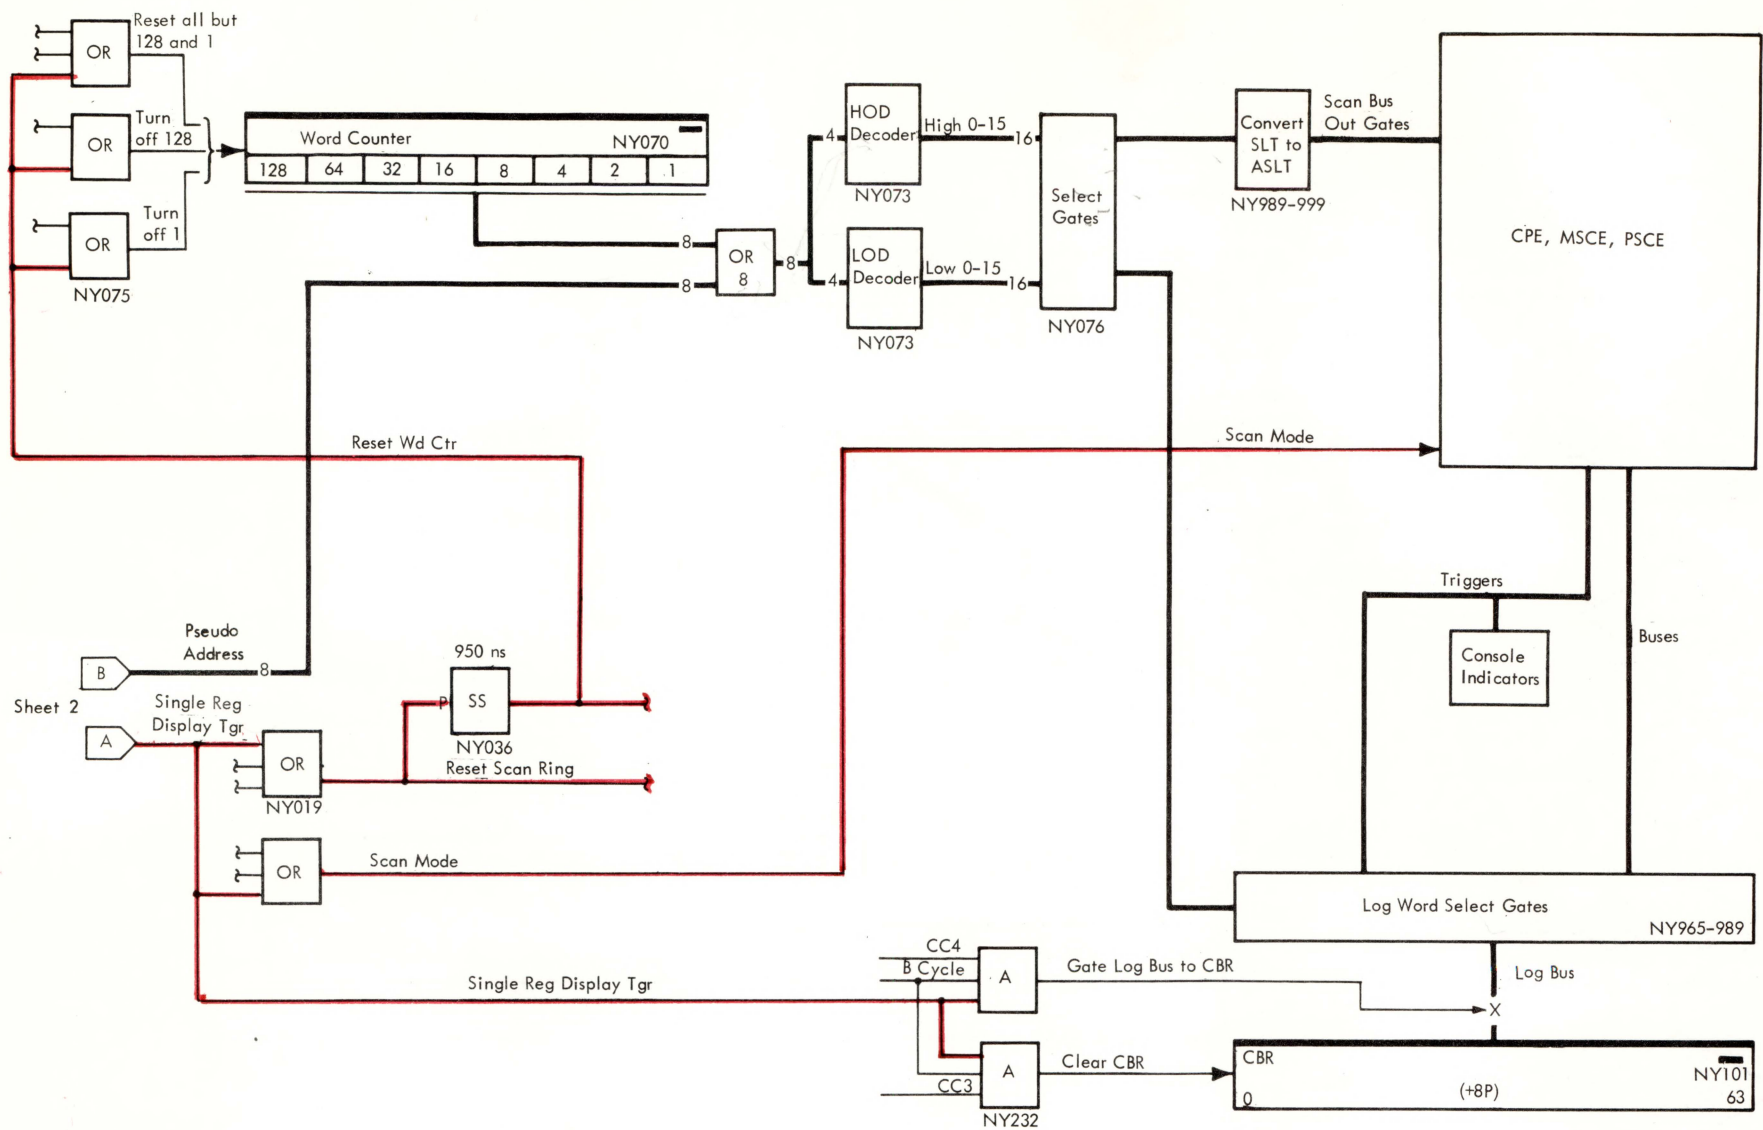 Reset all but
128 and 1
OR
Turn
off 128
OR
Turn
off 1
OR
NY075
Word Counter NY070
128 64 32 16 8 4 2 1
8
8
OR
8
8
4
4
HOD
Decoder
NY073
High 0-15
16
LOD
Decoder
NY073
Low 0-15
16
Select
Gates
NY076
Convert
SLT to
ASLT
NY989-999
Scan Bus
Out Gates
CPE, MSCE, PSCE
Reset Wd Ctr
Scan Mode
Triggers
Console
Indicators
Buses
Pseudo
Address
B
8
Sheet 2
Single Reg
Display Tgr
A
950 ns
P
SS
NY036
OR
NY019
Reset Scan Ring
OR
Scan Mode
Log Word Select Gates
NY965-989
Single Reg Display Tgr
CC4
B Cycle
A
Gate Log Bus to CBR
Log Bus
X
CC3
A
NY232
Clear CBR
CBR
NY101
0 (+8P) 63